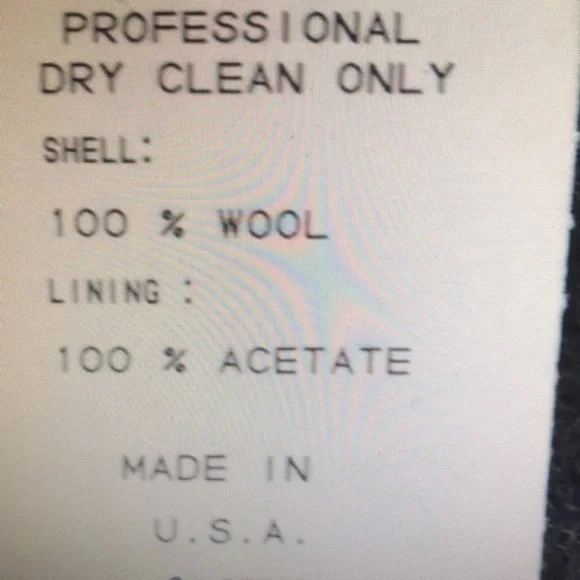 PROFESSIONAL
DRY CLEAN ONLY
SHELL:
100 % WOOL
LINING :
100 % ACETATE
MADE IN
U.S.A.